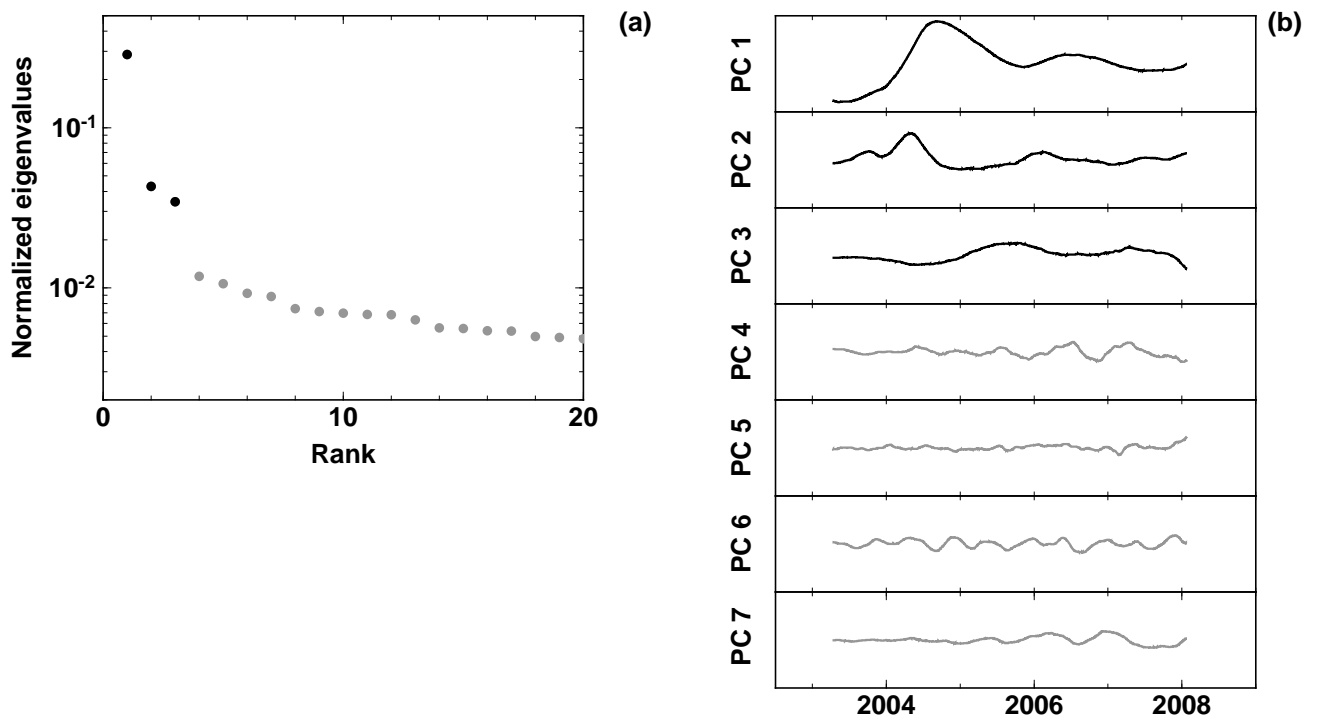 (a)
Normalized eigenvalues
10-1
10-2
0 10 20
Rank
(b)
PC 1
PC 2
PC 3
PC 4
PC 5
PC 6
PC 7
2004 2006 2008